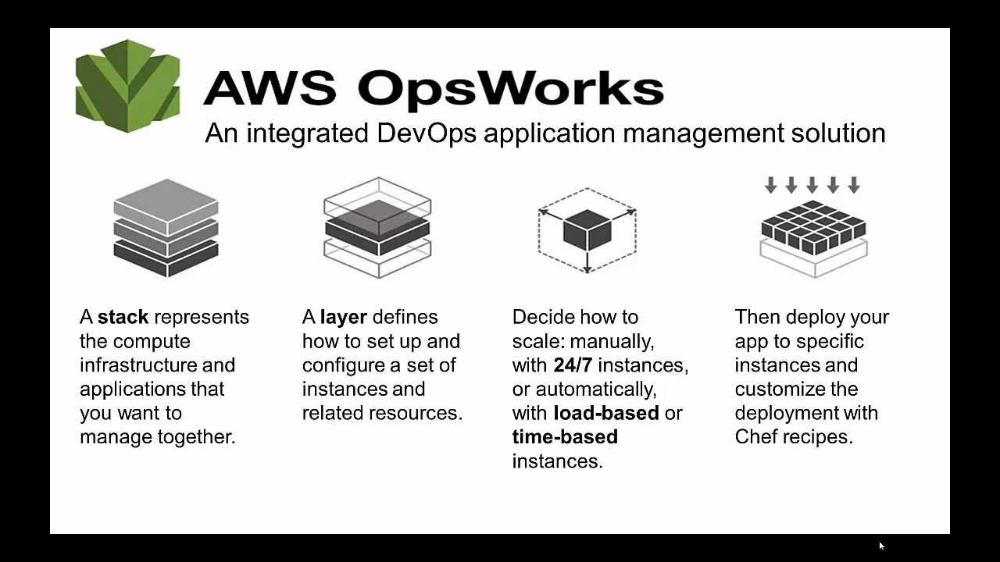 AWS OpsWorks
An integrated DevOps application management solution
A stack represents
the compute
infrastructure and
applications that
you want to
manage together.
A layer defines
how to set up and
configure a set of
instances and
related resources.
Decide how to
scale: manually,
with 24/7 instances,
or automatically,
with load-based or
time-based
instances.
Then deploy your
app to specific
instances and
customize the
deployment with
Chef recipes.